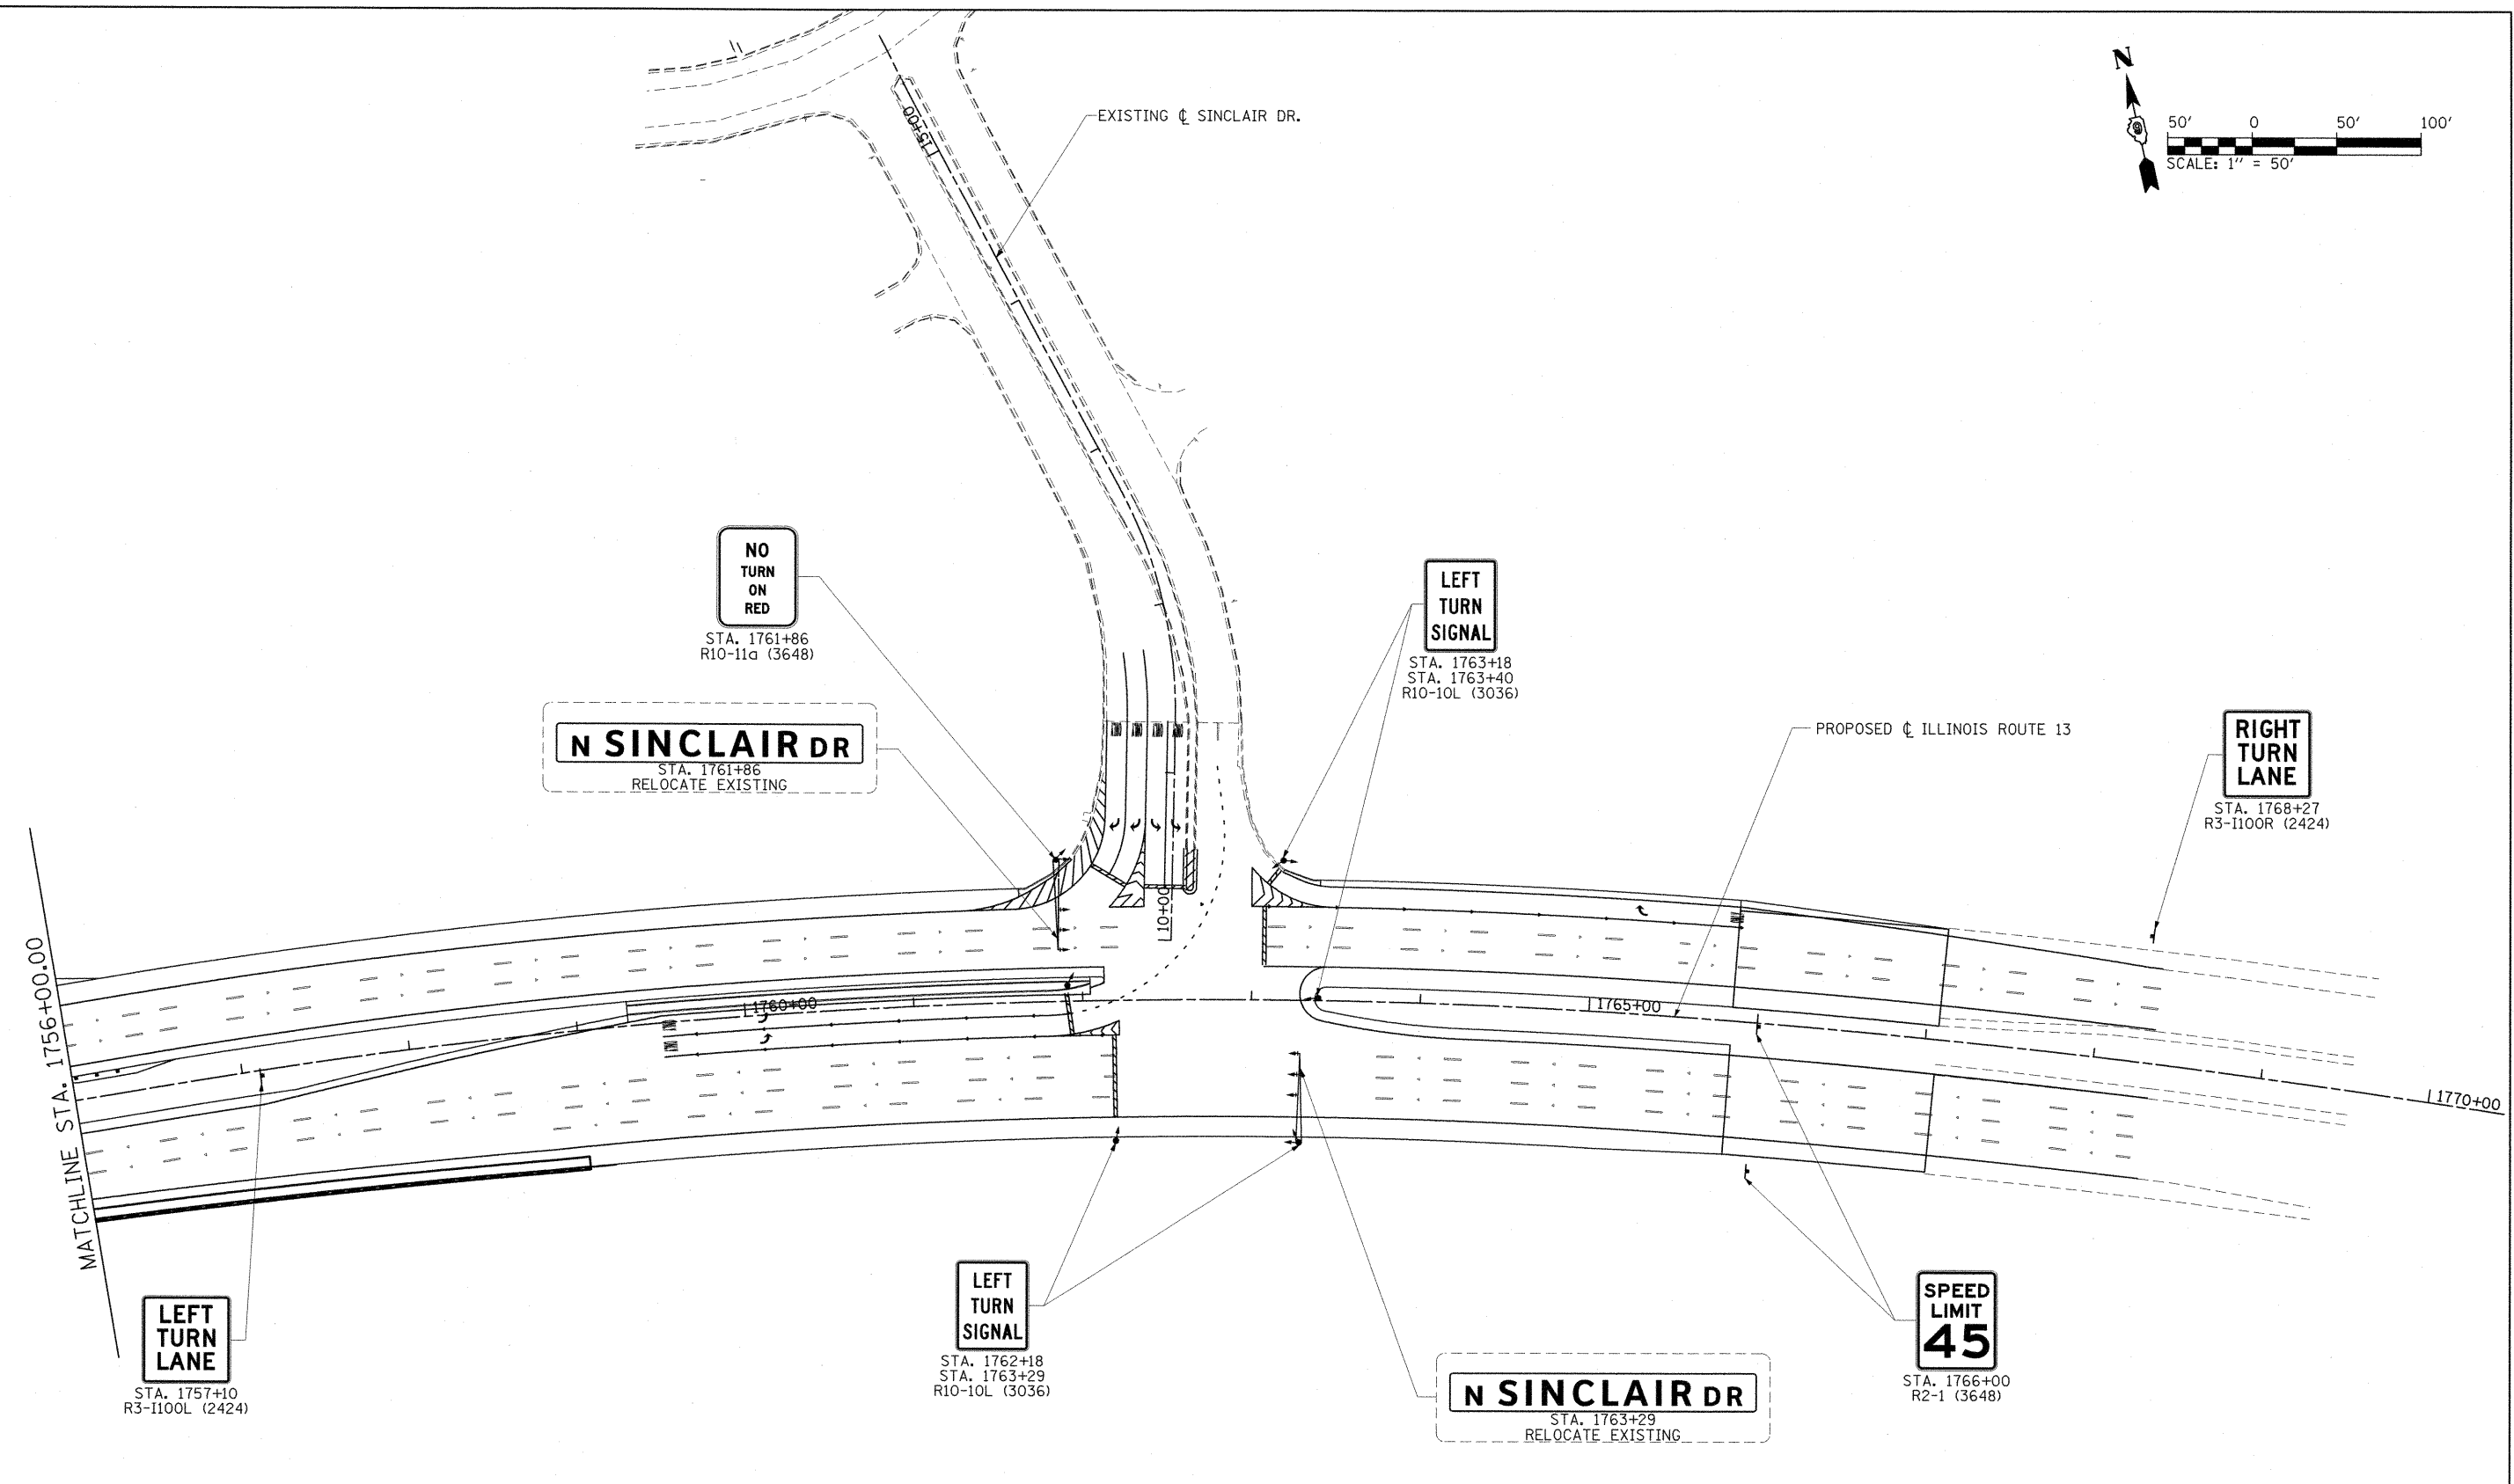 N
50' 0 50' 100'
SCALE: 1" = 50'
15+00
EXISTING ℄ SINCLAIR DR.
NO
TURN
ON
RED
STA. 1761+86
R10-11a (3648)
LEFT
TURN
SIGNAL
STA. 1763+18
STA. 1763+40
R10-10L (3036)
N SINCLAIR DR
STA. 1761+86
RELOCATE EXISTING
PROPOSED ℄ ILLINOIS ROUTE 13
RIGHT
TURN
LANE
STA. 1768+27
R3-I100R (2424)
10+00
MATCHLINE STA. 1756+00.00
1760+00
1765+00
1770+00
LEFT
TURN
LANE
STA. 1757+10
R3-I100L (2424)
LEFT
TURN
SIGNAL
STA. 1762+18
STA. 1763+29
R10-10L (3036)
N SINCLAIR DR
STA. 1763+29
RELOCATE EXISTING
SPEED
LIMIT
45
STA. 1766+00
R2-1 (3648)